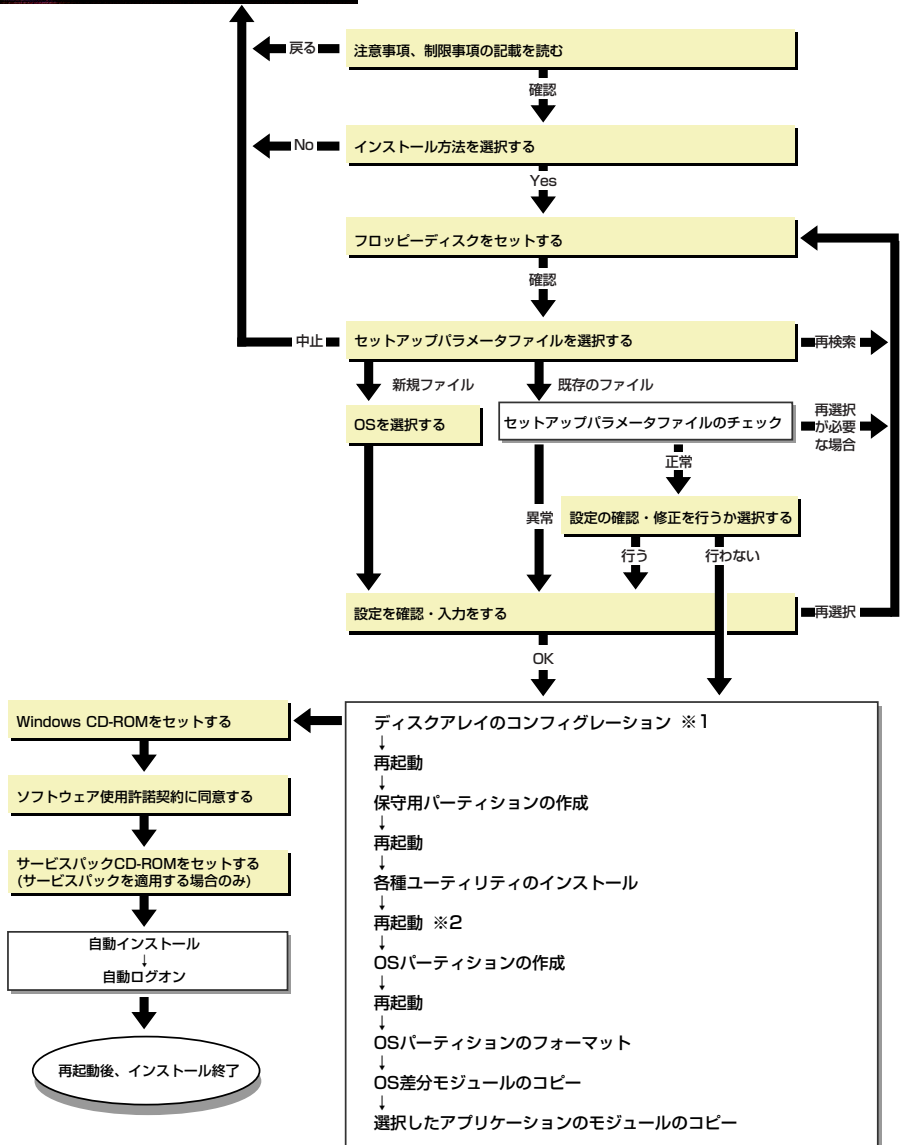 戻る
注意事項、制限事項の記載を読む
確認
No
インストール方法を選択する
Yes
フロッピーディスクをセットする
確認
中止
セットアップパラメータファイルを選択する
再検索
新規ファイル
既存のファイル
OSを選択する
セットアップパラメータファイルのチェック
再選択
が必要
な場合
正常
異常
設定の確認・修正を行うか選択する
行う
行わない
設定を確認・入力をする
再選択
OK
Windows CD-ROMをセットする
ソフトウェア使用許諾契約に同意する
サービスパックCD-ROMをセットする
(サービスパックを適用する場合のみ)
自動インストール
↓
自動ログオン
再起動後、インストール終了
ディスクアレイのコンフィグレーション ※1
↓
再起動
↓
保守用パーティションの作成
↓
再起動
↓
各種ユーティリティのインストール
↓
再起動 ※2
↓
OSパーティションの作成
↓
再起動
↓
OSパーティションのフォーマット
↓
OS差分モジュールのコピー
↓
選択したアプリケーションのモジュールのコピー